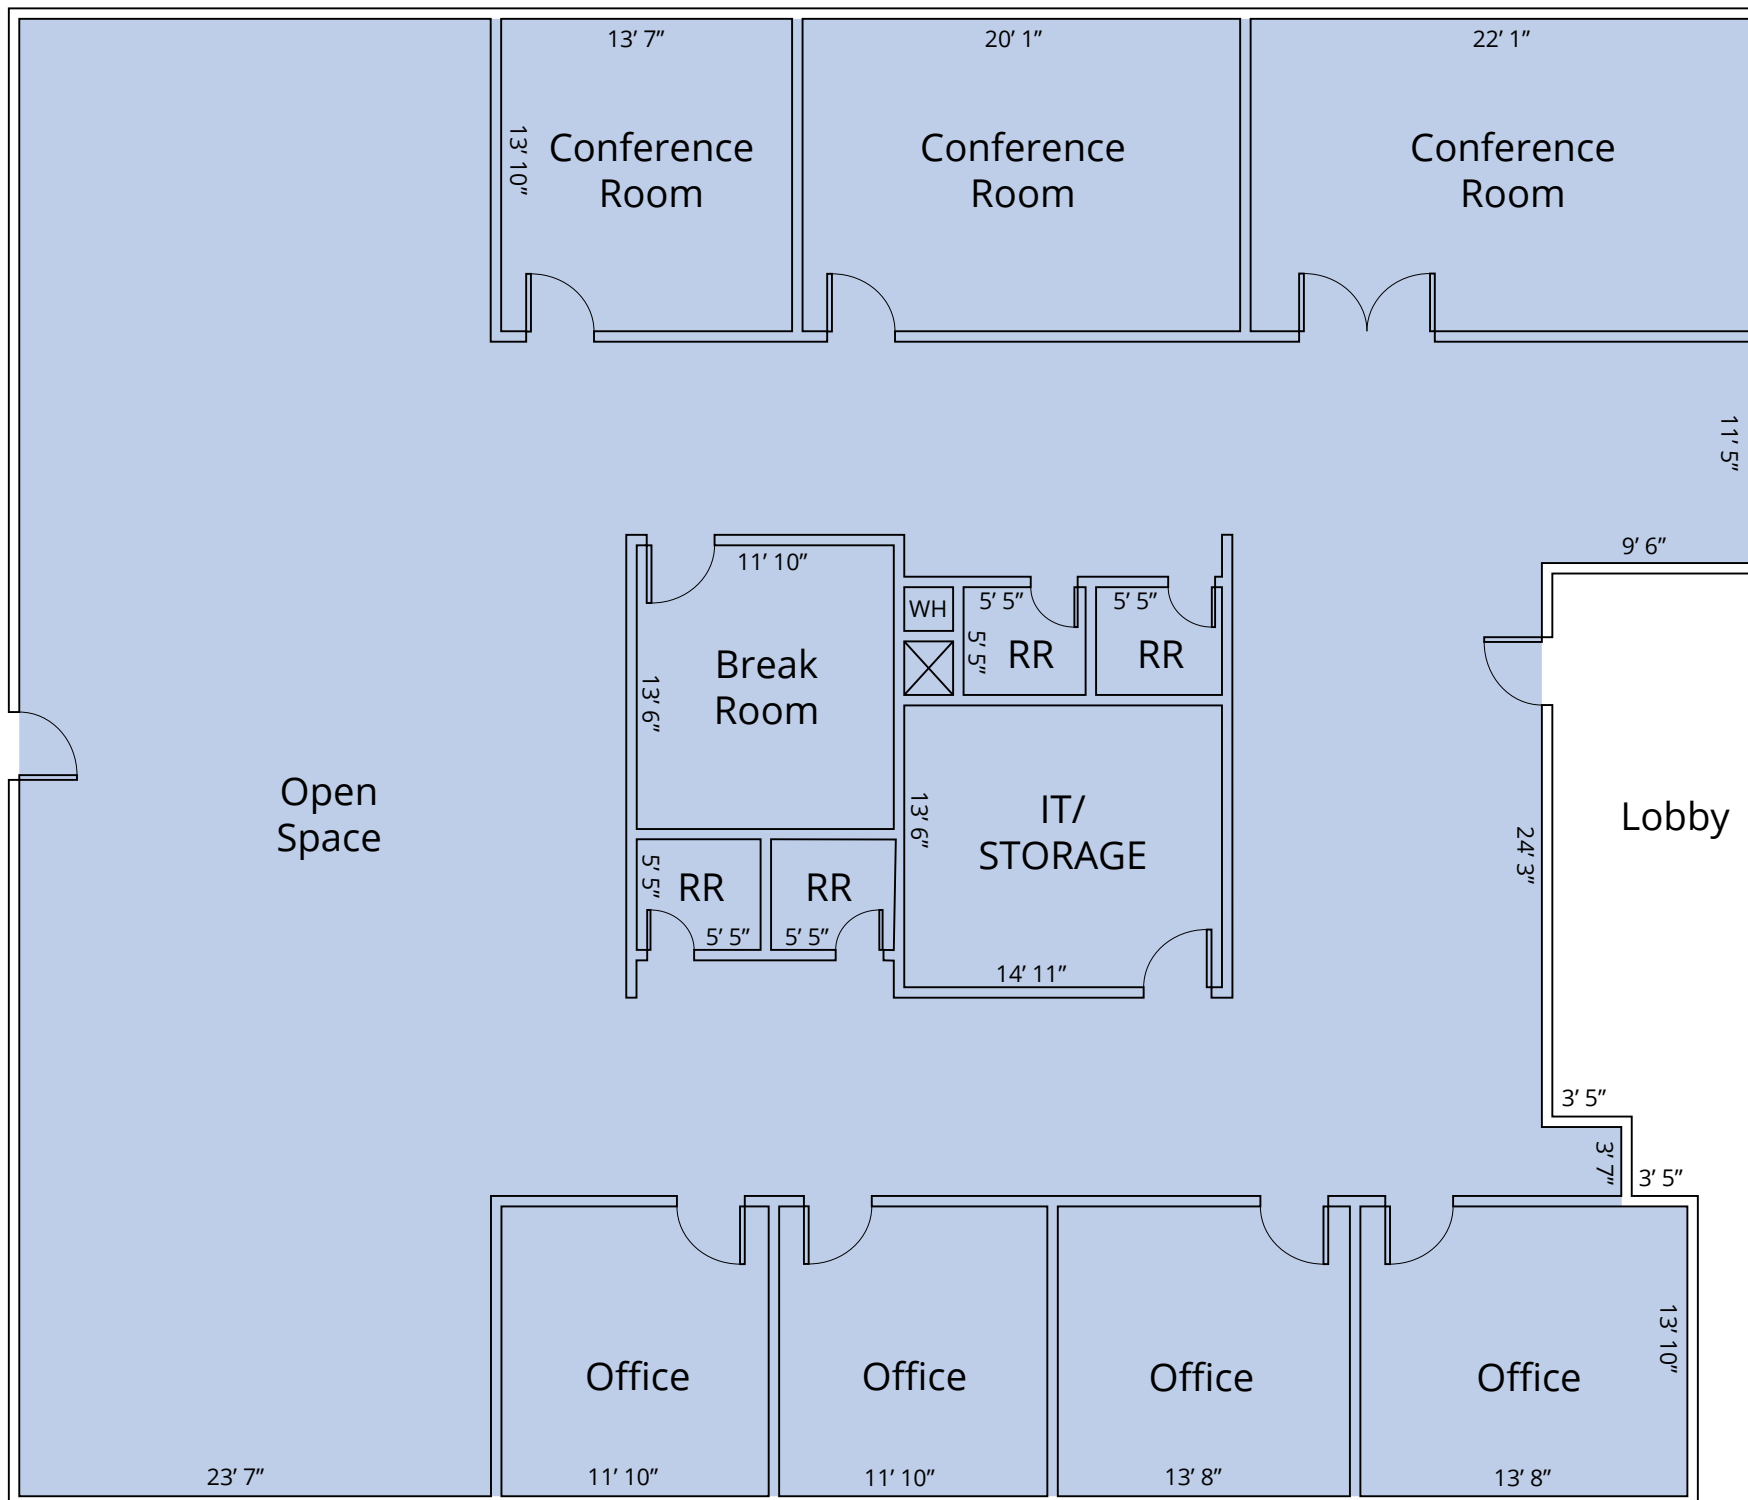 13’ 7”
20’ 1”
22’ 1”
13’ 10”
Conference
Room
Conference
Room
Conference
Room
11’ 5”
9’ 6”
11’ 10”
WH
5’ 5”
5’ 5”
5’ 5”
RR
RR
Break
Room
13’ 6”
Open
Space
13’ 6”
IT/
STORAGE
24’ 3”
Lobby
5’ 5”
RR
RR
5’ 5”
5’ 5”
14’ 11”
3’ 5”
3’ 7”
3’ 5”
13’ 10”
Office
Office
Office
Office
23’ 7”
11’ 10”
11’ 10”
13’ 8”
13’ 8”